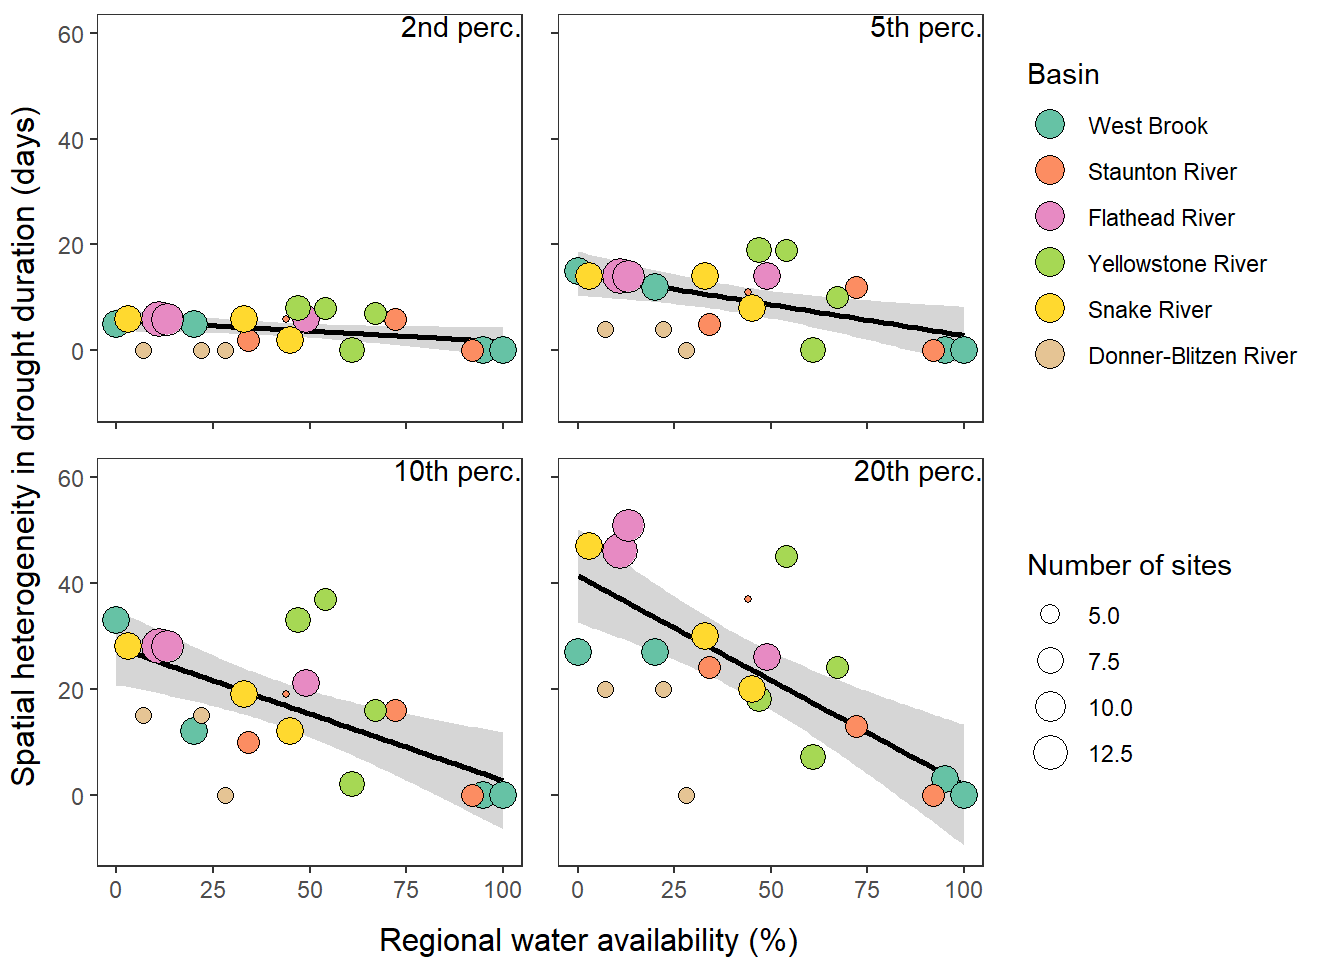 2nd perc.
5th perc.
60
40
20
0
10th perc.
20th perc.
60
40
20
0
0 25 50 75 100
0 25 50 75 100
Regional water availability (%)
Spatial heterogeneity in drought duration (days)
Basin
West Brook
Staunton River
Flathead River
Yellowstone River
Snake River
Donner-Blitzen River
Number of sites
5.0
7.5
10.0
12.5